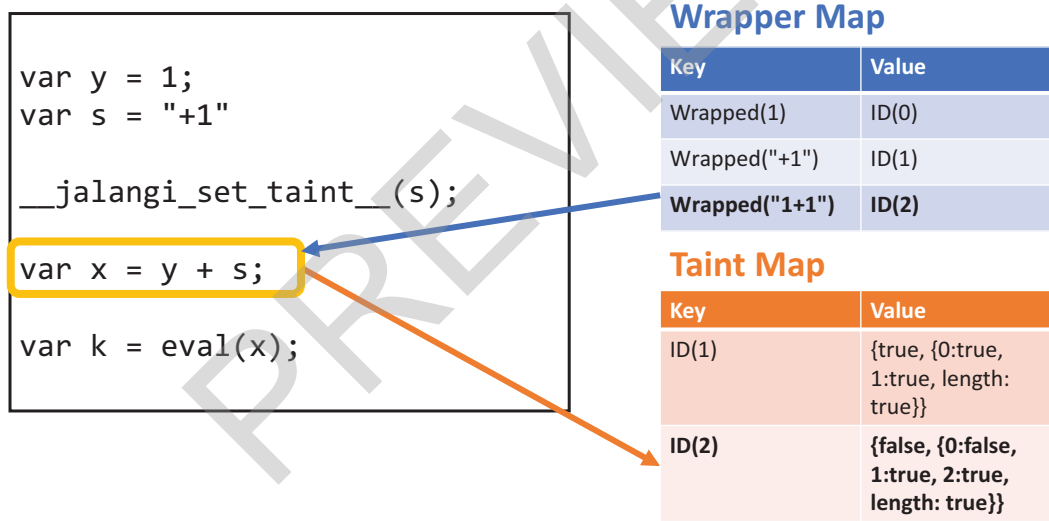 var y = 1;
var s = "+1"
__jalangi_set_taint__(s);
var x = y + s;
var k = eval(x);
Wrapper Map
Key Value
Wrapped(1) ID(0)
Wrapped("+1") ID(1)
Wrapped("1+1") ID(2)
Taint Map
Key Value
ID(1) {true, {0:true,
1:true, length:
true}}
ID(2) {false, {0:false,
1:true, 2:true,
length: true}}
PREVIE